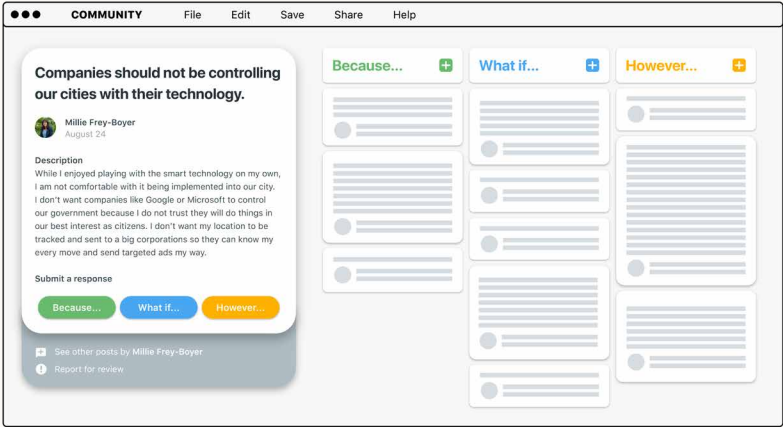 COMMUNITY File Edit Save Share Help
Companies should not be controlling
our cities with their technology.
Millie Frey-Boyer
August 24
Description
While I enjoyed playing with the smart technology on my own,
I am not comfortable with it being implemented into our city.
I don't want companies like Google or Microsoft to control
our government because I do not trust they will do things in
our best interest as citizens. I don't want my location to be
tracked and sent to a big corporations so they can know my
every move and send targeted ads my way.
Submit a response
Because... What if... However...
See other posts by Millie Frey-Boyer
Report for review
Because... What if... However...